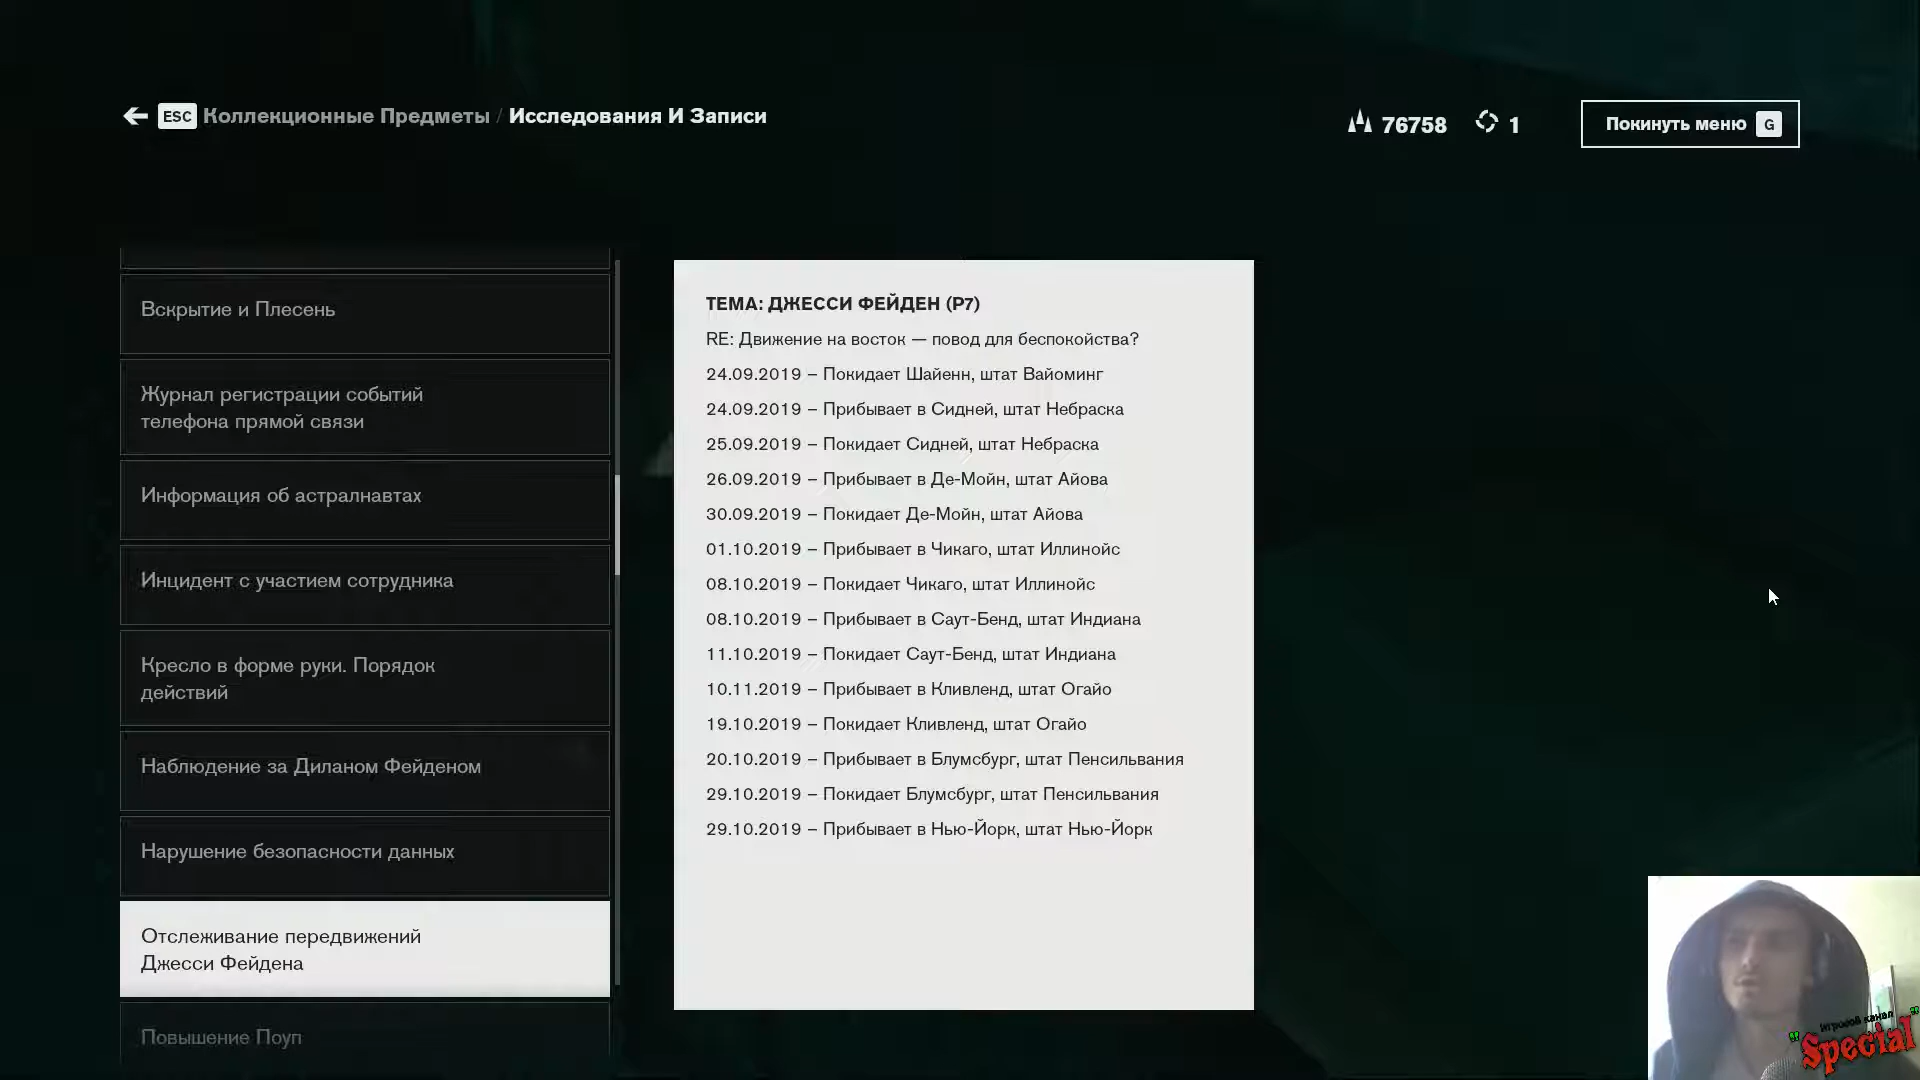 ESC Коллекционные Предметы / Исследования И Записи
76758 1
Покинуть меню G
Вскрытие и Плесень
Журнал регистрации событий
телефона прямой связи
Информация об астралнавтах
Инцидент с участием сотрудника
Кресло в форме руки. Порядок
действий
Наблюдение за Диланом Фейденом
Нарушение безопасности данных
Отслеживание передвижений
Джесси Фейдена
Повышение Поуп
ТЕМА: ДЖЕССИ ФЕЙДЕН (P7)
RE: Движение на восток — повод для беспокойства?
24.09.2019 – Покидает Шайенн, штат Вайоминг
24.09.2019 – Прибывает в Сидней, штат Небраска
25.09.2019 – Покидает Сидней, штат Небраска
26.09.2019 – Прибывает в Де-Мойн, штат Айова
30.09.2019 – Покидает Де-Мойн, штат Айова
01.10.2019 – Прибывает в Чикаго, штат Иллинойс
08.10.2019 – Покидает Чикаго, штат Иллинойс
08.10.2019 – Прибывает в Саут-Бенд, штат Индиана
11.10.2019 – Покидает Саут-Бенд, штат Индиана
10.11.2019 – Прибывает в Кливленд, штат Огайо
19.10.2019 – Покидает Кливленд, штат Огайо
20.10.2019 – Прибывает в Блумсбург, штат Пенсильвания
29.10.2019 – Покидает Блумсбург, штат Пенсильвания
29.10.2019 – Прибывает в Нью-Йорк, штат Нью-Йорк
Игровой канал
"Special"